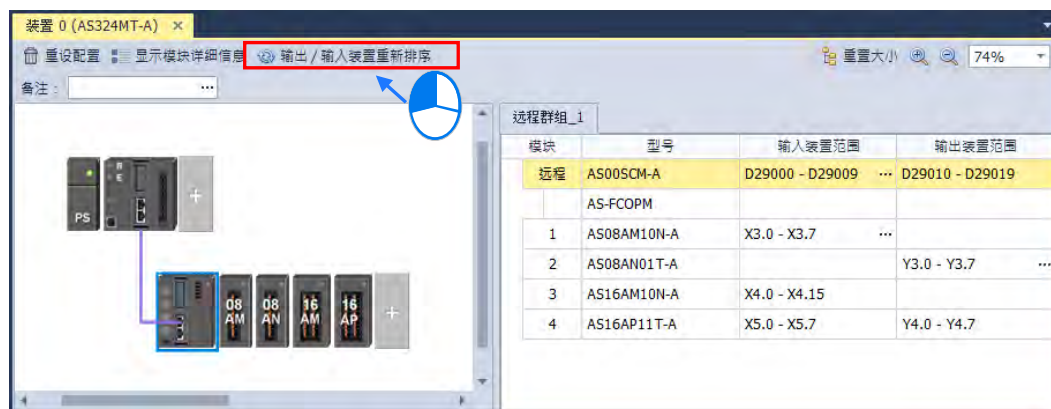 装置 0 (AS324MT-A) ×
重设配置 显示模块详细信息 输出 / 输入装置重新排序 重置大小 74%
备注： ...
远程群组_1
模块 型号 输入装置范围 输出装置范围
远程 AS00SCM-A D29000 - D29009 ... D29010 - D29019
AS-FCOPM
1 AS08AM10N-A X3.0 - X3.7 ...
2 AS08AN01T-A Y3.0 - Y3.7 ...
3 AS16AM10N-A X4.0 - X4.15
4 AS16AP11T-A X5.0 - X5.7 Y4.0 - Y4.7
R
E
PS
+
08 08 16 16
AM AN AM AP
+